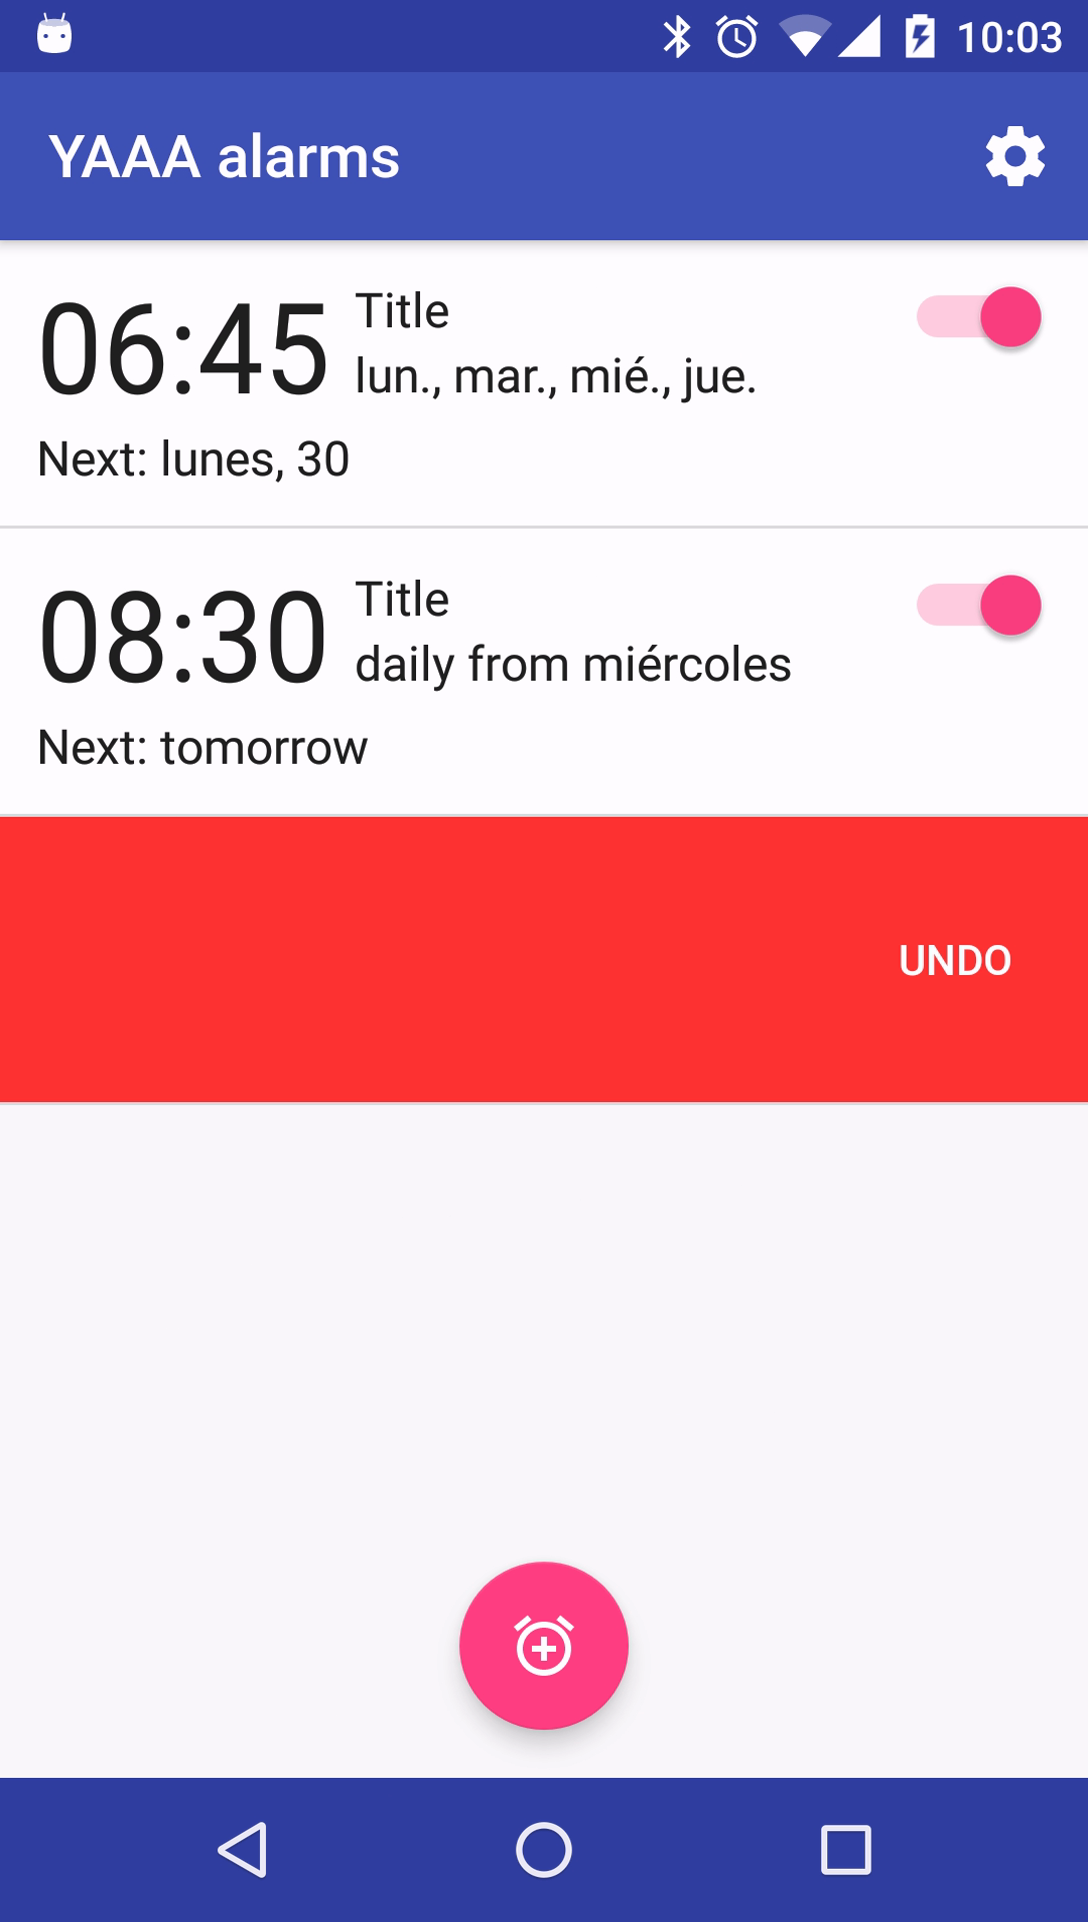 10:03
YAAA alarms
06:45
Title
lun., mar., mié., jue.
Next: lunes, 30
08:30
Title
daily from miércoles
Next: tomorrow
UNDO